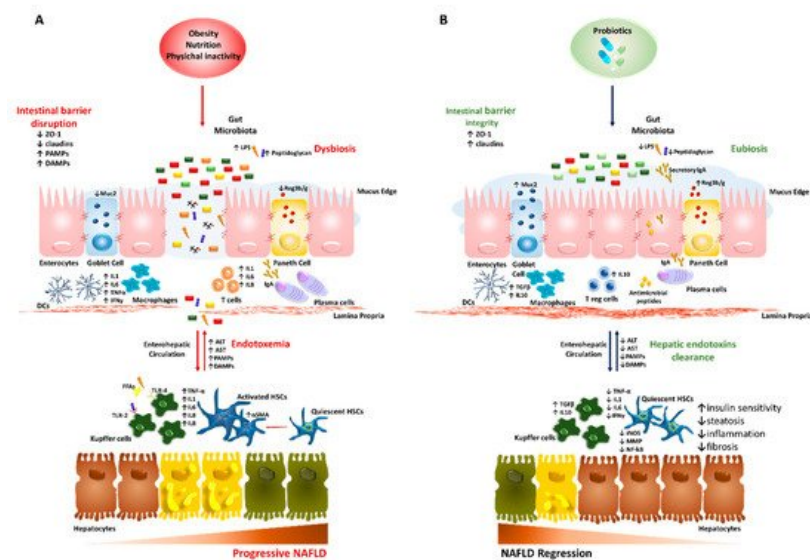 A
Obesity
Nutrition
Physichal inactivity
Intestinal barrier
disruption
↓ ZO-1
↓ claudins
↑ PAMPs
↑ DAMPs
Gut
Microbiota
Dysbiosis
↑ LPS
↑ Peptidoglycan
↓Muc2
↓Reg3b/g
Mucus Edge
Enterocytes
Goblet Cell
Paneth Cell
DCs
↑ IL1
↑ IL6
↑ TNFα
↑ IFNγ
Macrophages
T cells
↑ IL1
↑ IL6
↑ IL8
IgA
Plasma cells
Lamina Propria
Enterohepatic
Circulation
Endotoxemia
↑ ALT
↑ AST
↑PAMPs
↑DAMPs
FFAs
TLR-4
TLR-2
Kupffer cells
↑TNF-α
↑ IL1
↑ IL6
↑ IL8
Activated HSCs
↑αSMA
Quiescent HSCs
Hepatocytes
Progressive NAFLD
B
Probiotics
Intestinal barrier
integrity
↑ ZO-1
↑ claudins
Gut
Microbiota
Eubiosis
↓LPS
↓Peptidoglycan
SecretoryIgA
↑ Muc2
↑Reg3b/g
Mucus Edge
Enterocytes
Goblet
Cell
Paneth Cell
IgA
DCs
↑ TGFβ
↑ IL10
Macrophages
T reg cells
↑ IL10
Antimicrobial
peptides
Plasma cells
Lamina Propria
Enterohepatic
Circulation
Hepatic endotoxins
clearance
↓ ALT
↓ AST
↓PAMPs
↓DAMPs
↑ TGFβ
↑ IL10
Kupffer cells
↓ TNF-α
↓ IL1
↓ IL6
Quiescent HSCs
↓ iNOS
↓ MMP
↓ NF-kB
↑insulin sensitivity
↓steatosis
↓inflammation
↓fibrosis
Hepatocytes
NAFLD Regression